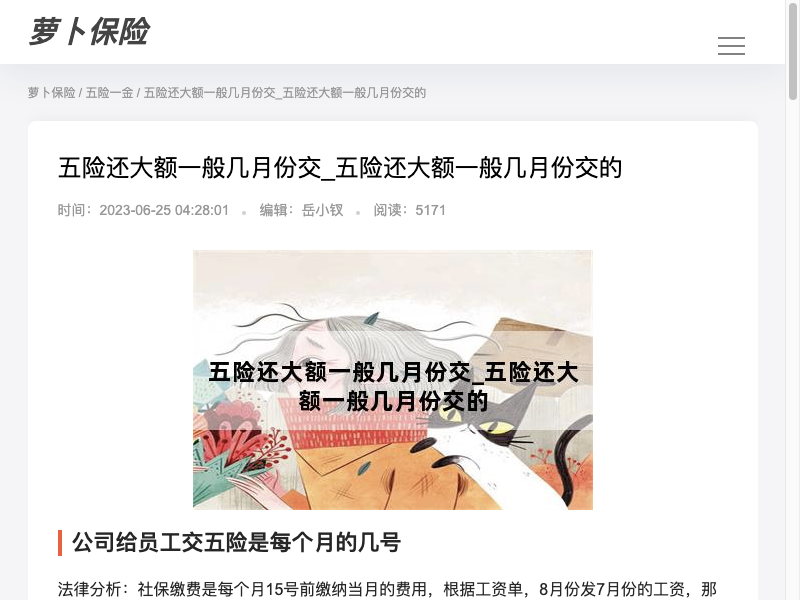 萝卜保险
萝卜保险 / 五险一金 / 五险还大额一般几月份交_五险还大额一般几月份交的
五险还大额一般几月份交_五险还大额一般几月份交的
时间：2023-06-25 04:28:01 编辑：岳小钗 阅读：5171
五险还大额一般几月份交_五险还大
额一般几月份交的
公司给员工交五险是每个月的几号
法律分析：社保缴费是每个月15号前缴纳当月的费用，根据工资单，8月份发7月份的工资，那